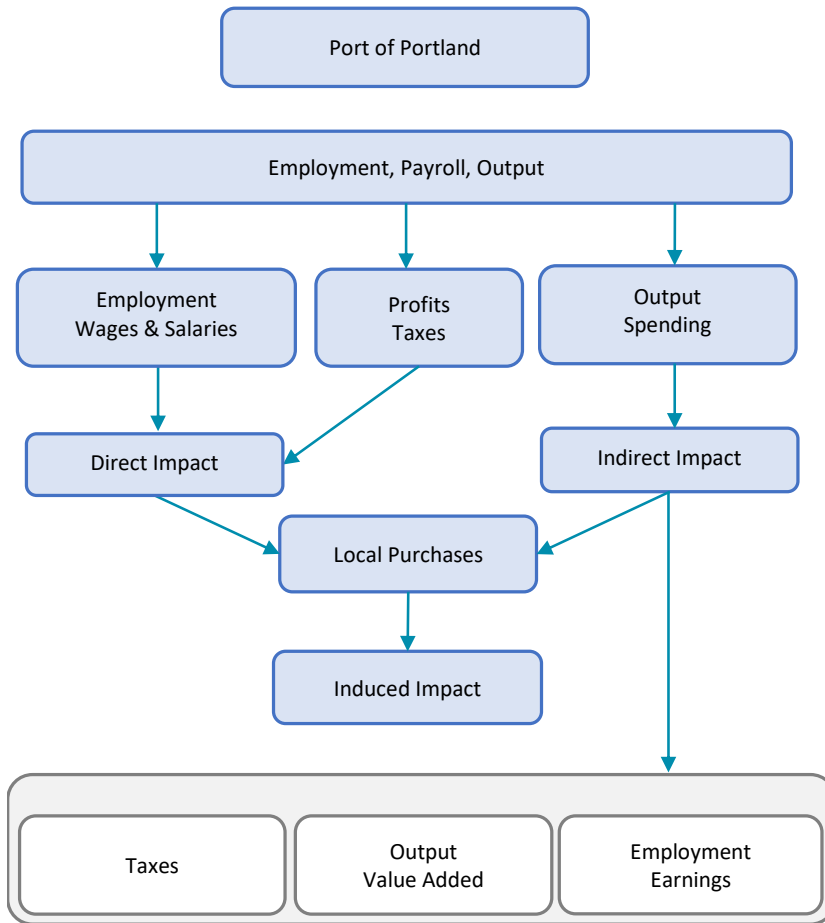 Port of Portland
Employment, Payroll, Output
Employment
Wages & Salaries
Profits
Taxes
Output
Spending
Direct Impact
Indirect Impact
Local Purchases
Induced Impact
Taxes
Output
Value Added
Employment
Earnings